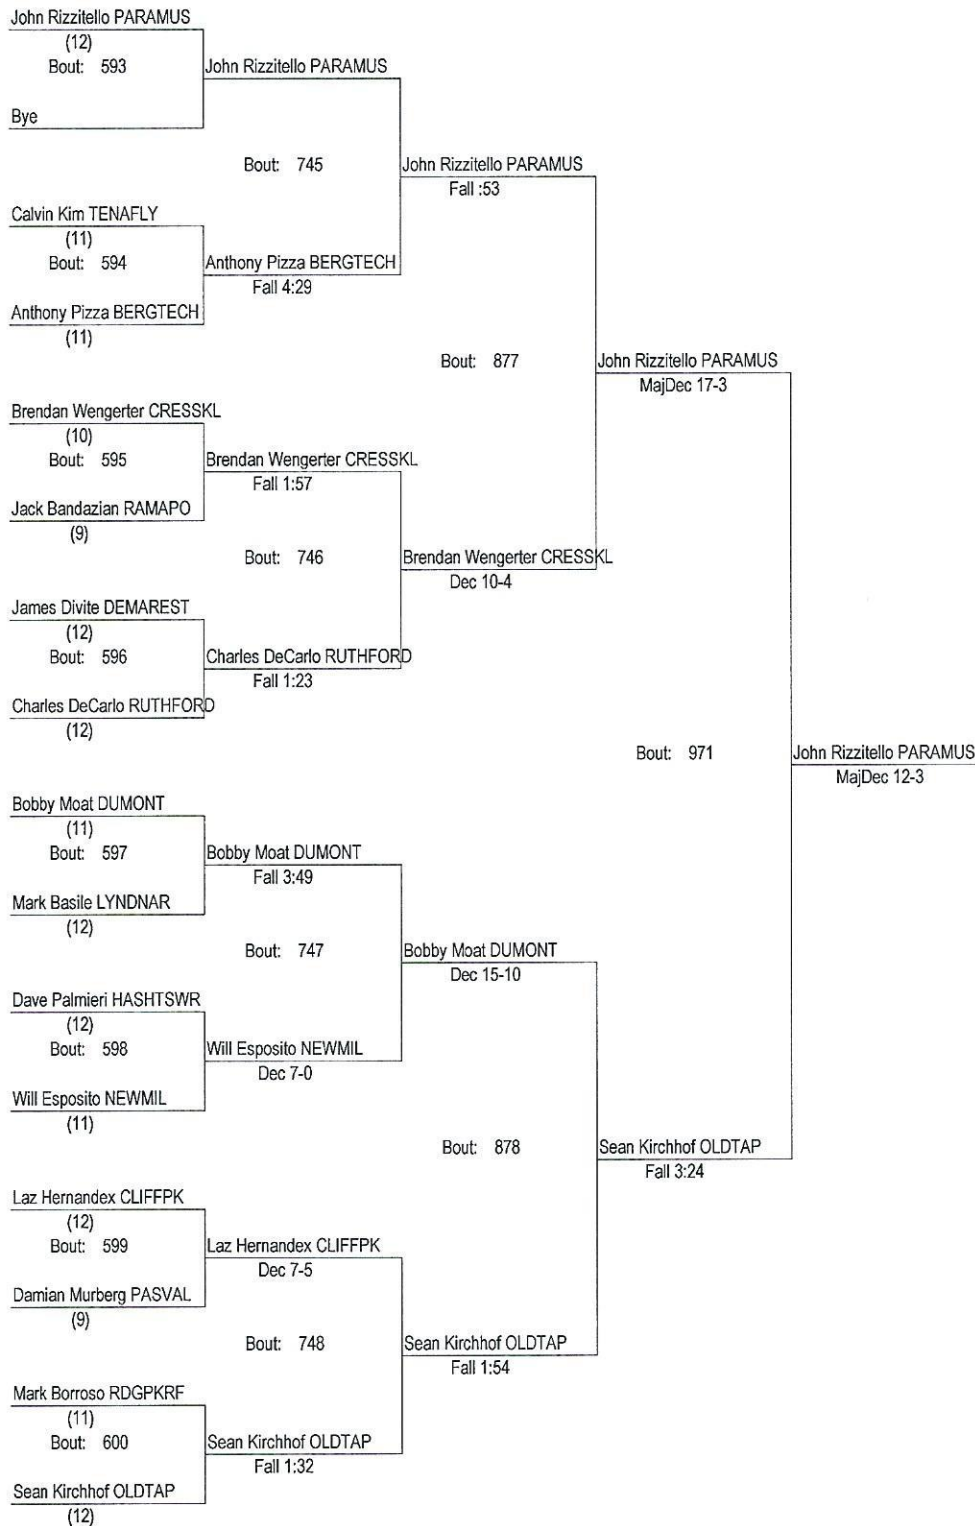 John Rizzitello PARAMUS
(12)
Bout: 593
John Rizzitello PARAMUS
Bye
Bout: 745
John Rizzitello PARAMUS
Fall :53
Calvin Kim TENAFLY
(11)
Bout: 594
Anthony Pizza BERGTECH
Fall 4:29
Anthony Pizza BERGTECH
(11)
Bout: 877
John Rizzitello PARAMUS
MajDec 17-3
Brendan Wengerter CRESSKL
(10)
Bout: 595
Brendan Wengerter CRESSKL
Fall 1:57
Jack Bandazian RAMAPO
(9)
Bout: 746
Brendan Wengerter CRESSKL
Dec 10-4
James Divite DEMAREST
(12)
Bout: 596
Charles DeCarlo RUTHFORD
Fall 1:23
Charles DeCarlo RUTHFORD
(12)
Bout: 971
John Rizzitello PARAMUS
MajDec 12-3
Bobby Moat DUMONT
(11)
Bout: 597
Bobby Moat DUMONT
Fall 3:49
Mark Basile LYNDNAR
(12)
Bout: 747
Bobby Moat DUMONT
Dec 15-10
Dave Palmieri HASHTSWR
(12)
Bout: 598
Will Esposito NEWMIL
Dec 7-0
Will Esposito NEWMIL
(11)
Bout: 878
Sean Kirchhof OLDTAP
Fall 3:24
Laz Hernandex CLIFFPK
(12)
Bout: 599
Laz Hernandex CLIFFPK
Dec 7-5
Damian Murberg PASVAL
(9)
Bout: 748
Sean Kirchhof OLDTAP
Fall 1:54
Mark Borroso RDGPKRF
(11)
Bout: 600
Sean Kirchhof OLDTAP
Fall 1:32
Sean Kirchhof OLDTAP
(12)